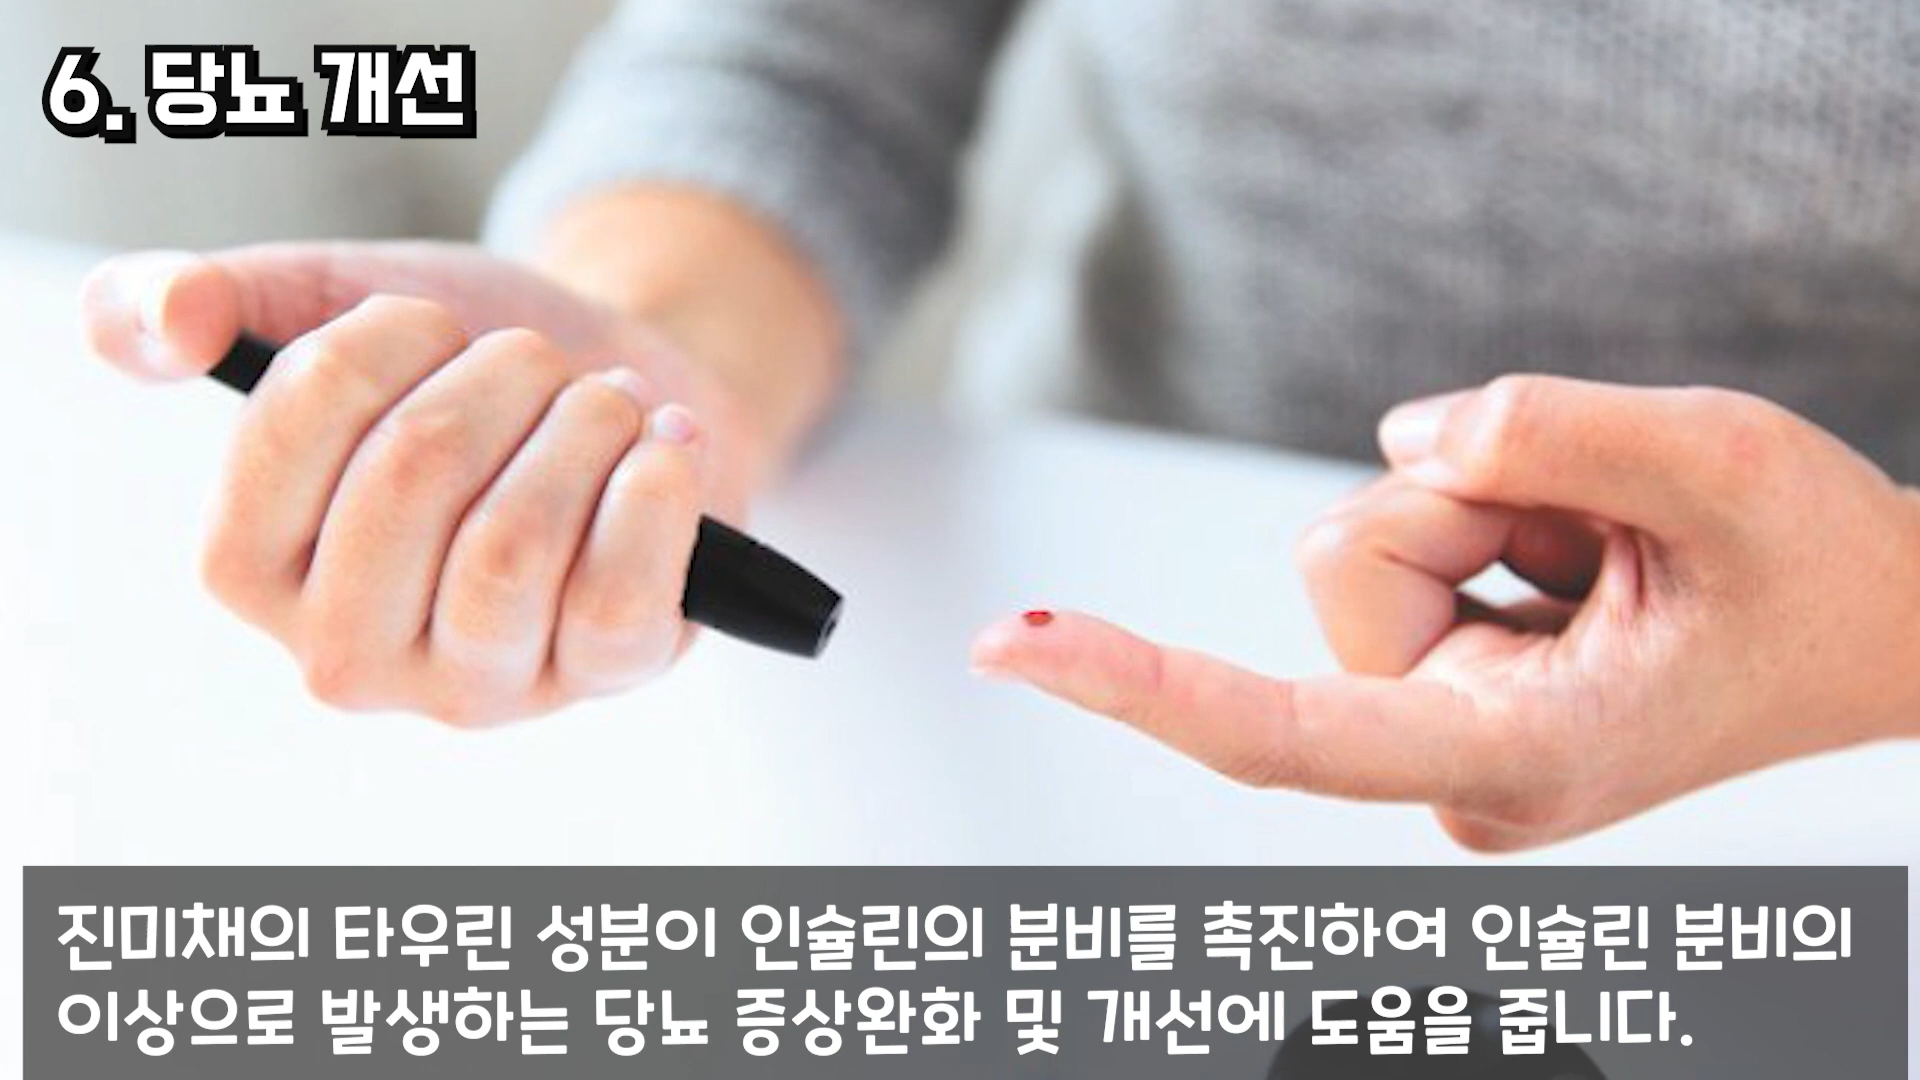 6. 당뇨 개선
진미채의 타우린 성분이 인슐린의 분비를 촉진하여 인슐린 분비의
이상으로 발생하는 당뇨 증상완화 및 개선에 도움을 줍니다.